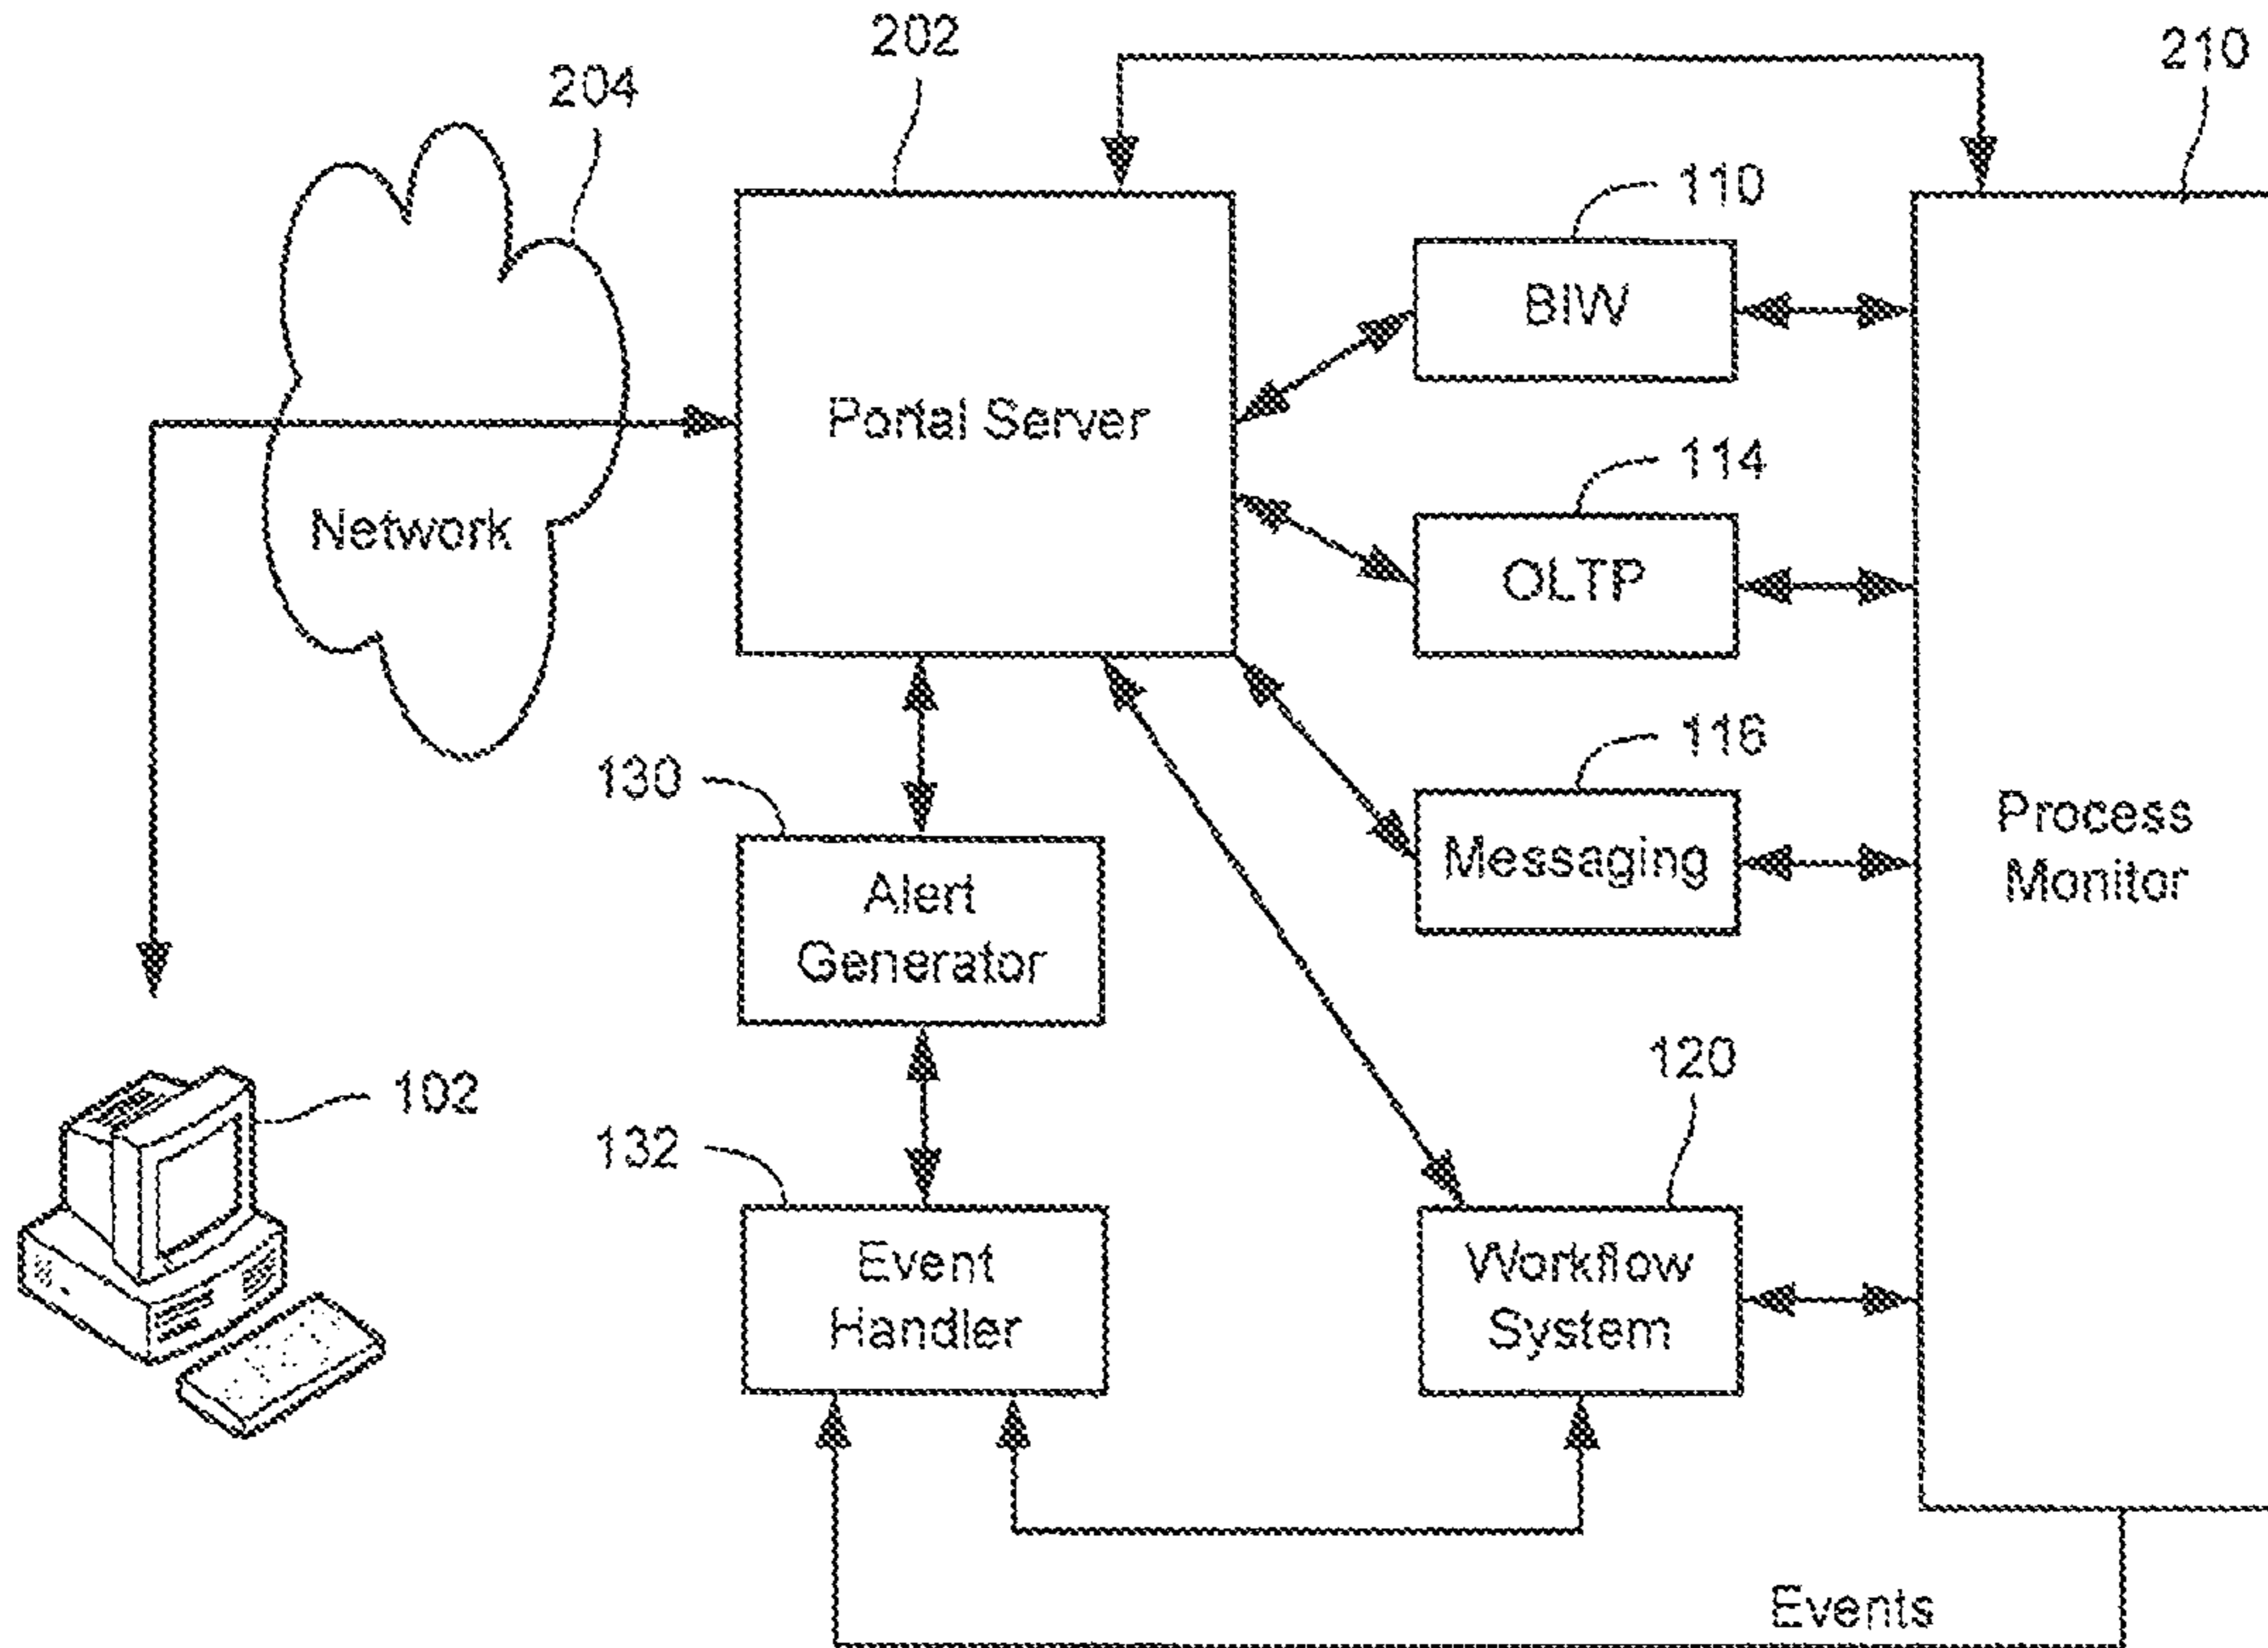 202
210
204
110
BIW
Portal Server
114
Network
OLTP
116
130
Messaging
Process
Monitor
Alert
Generator
120
102
132
Event
Handler
Workflow
System
Events